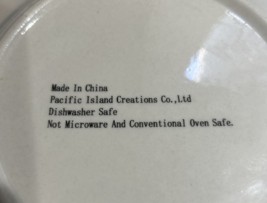 Made In China
Pacific Island Creations Co.,Ltd
Dishwasher Safe
Not Microware And Conventional Oven Safe.